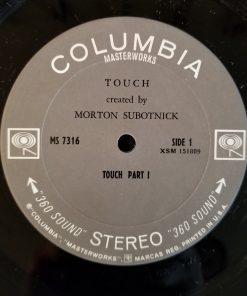 COLUMBIA
MASTERWORKS
TOUCH
created by
MORTON SUBOTNICK
MS 7316
SIDE 1
XSM 151809
TOUCH PART I
"360 SOUND" STEREO "360 SOUND"
® "COLUMBIA", "MASTERWORKS", MARCAS REG. PRINTED IN U.S.A.